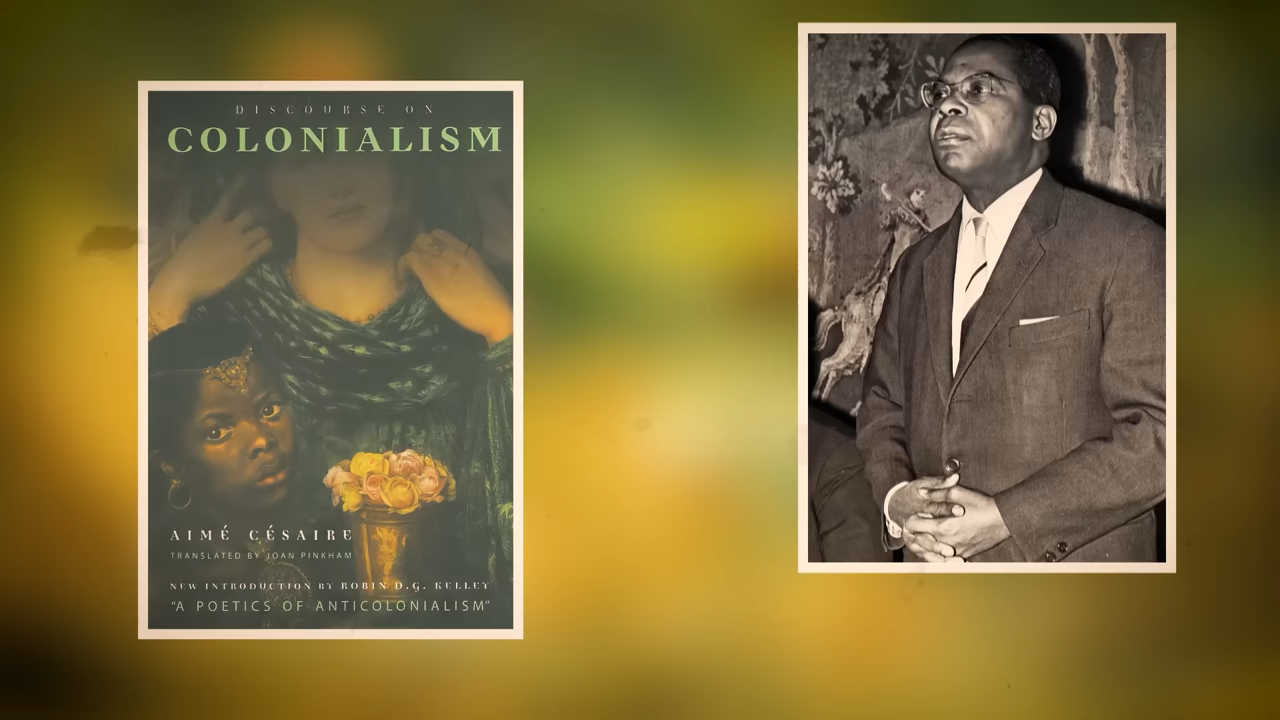 DISCOURSE ON
COLONIALISM
AIMÉ CÉSAIRE
TRANSLATED BY JOAN PINKHAM
NEW INTRODUCTION BY ROBIN D.G. KELLEY
"A POETICS OF ANTICOLONIALISM"